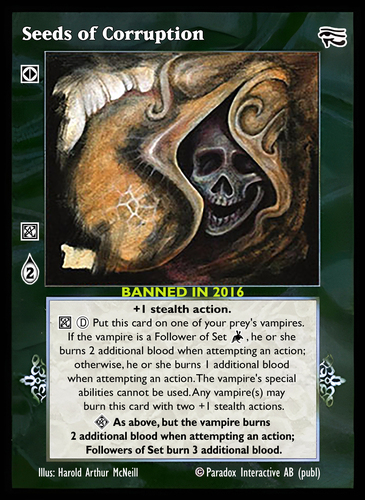 Seeds of Corruption
2
BANNED IN 2016
+1 stealth action.
D Put this card on one of your prey's vampires.
If the vampire is a Follower of Set, he or she
burns 2 additional blood when attempting an action;
otherwise, he or she burns 1 additional blood
when attempting an action. The vampire's special
abilities cannot be used. Any vampire(s) may
burn this card with two +1 stealth actions.
As above, but the vampire burns
2 additional blood when attempting an action;
Followers of Set burn 3 additional blood.
Illus: Harold Arthur McNeill © Paradox Interactive AB (publ)